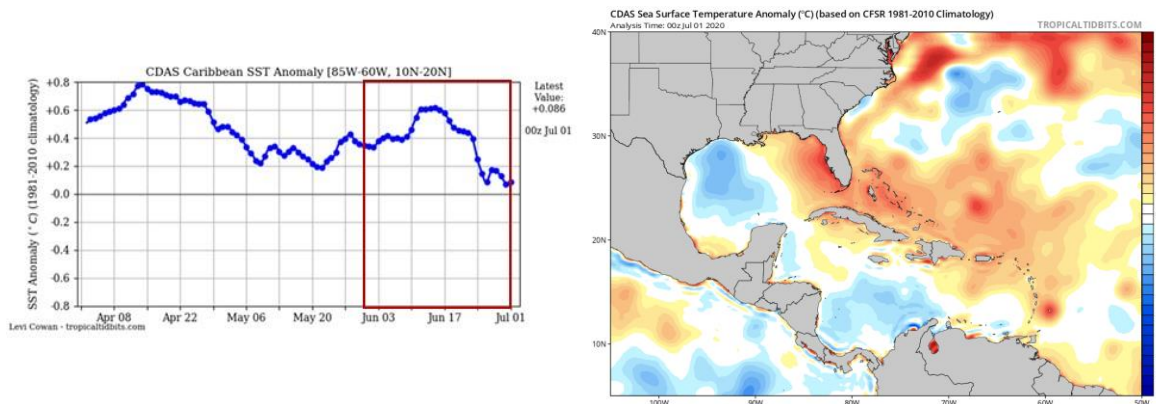 CDAS Caribbean SST Anomaly [85W-60W, 10N-20N]
SST Anomaly (°C) (1981-2010 climatology)
+0.8
+0.6
+0.4
+0.2
-0.0
-0.2
-0.4
-0.6
-0.8
Apr 08
Apr 22
May 06
May 20
Jun 03
Jun 17
Jul 01
Latest
Value:
+0.086
00z Jul 01
Levi Cowan - tropicaltidbits.com
CDAS Sea Surface Temperature Anomaly (°C) (based on CFSR 1981-2010 Climatology)
Analysis Time: 00z Jul 01 2020
TROPICALTIDBITS.COM
40N
30N
20N
10N
100W
90W
80W
70W
60W
50W